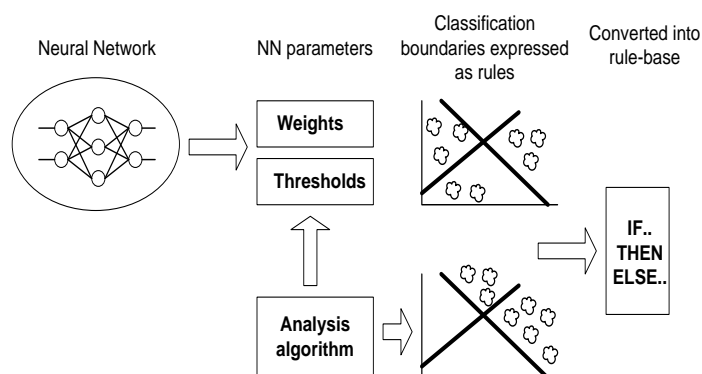 Neural Network
NN parameters
Classification
boundaries expressed
as rules
Converted into
rule-base
Weights
Thresholds
Analysis
algorithm
IF..
THEN
ELSE..